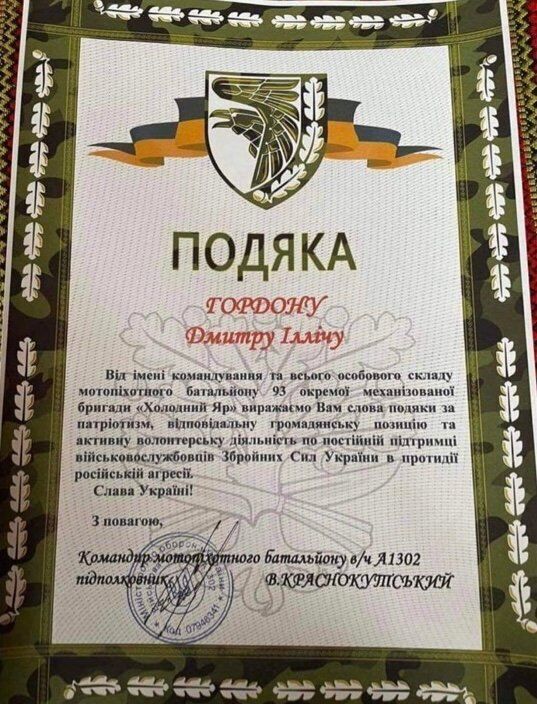 ПОДЯКА
ГОРДОНУ
Дмитру Іллічу
Від імені командування та всього особового складу
мотопіхотного батальйону 93 окремої механізованої
бригади «Холодний Яр» виражаємо Вам слова подяки за
патріотизм, відповідальну громадянську позицію та
активну волонтерську діяльність по постійній підтримці
військовослужбовців Збройних Сил України в протидії
російській агресії.
Слава Україні!
З повагою,
Командир мотопіхотного батальйону в/ч А1302
підполковник В.КРАСНОКУТСЬКИЙ
Код 07946341